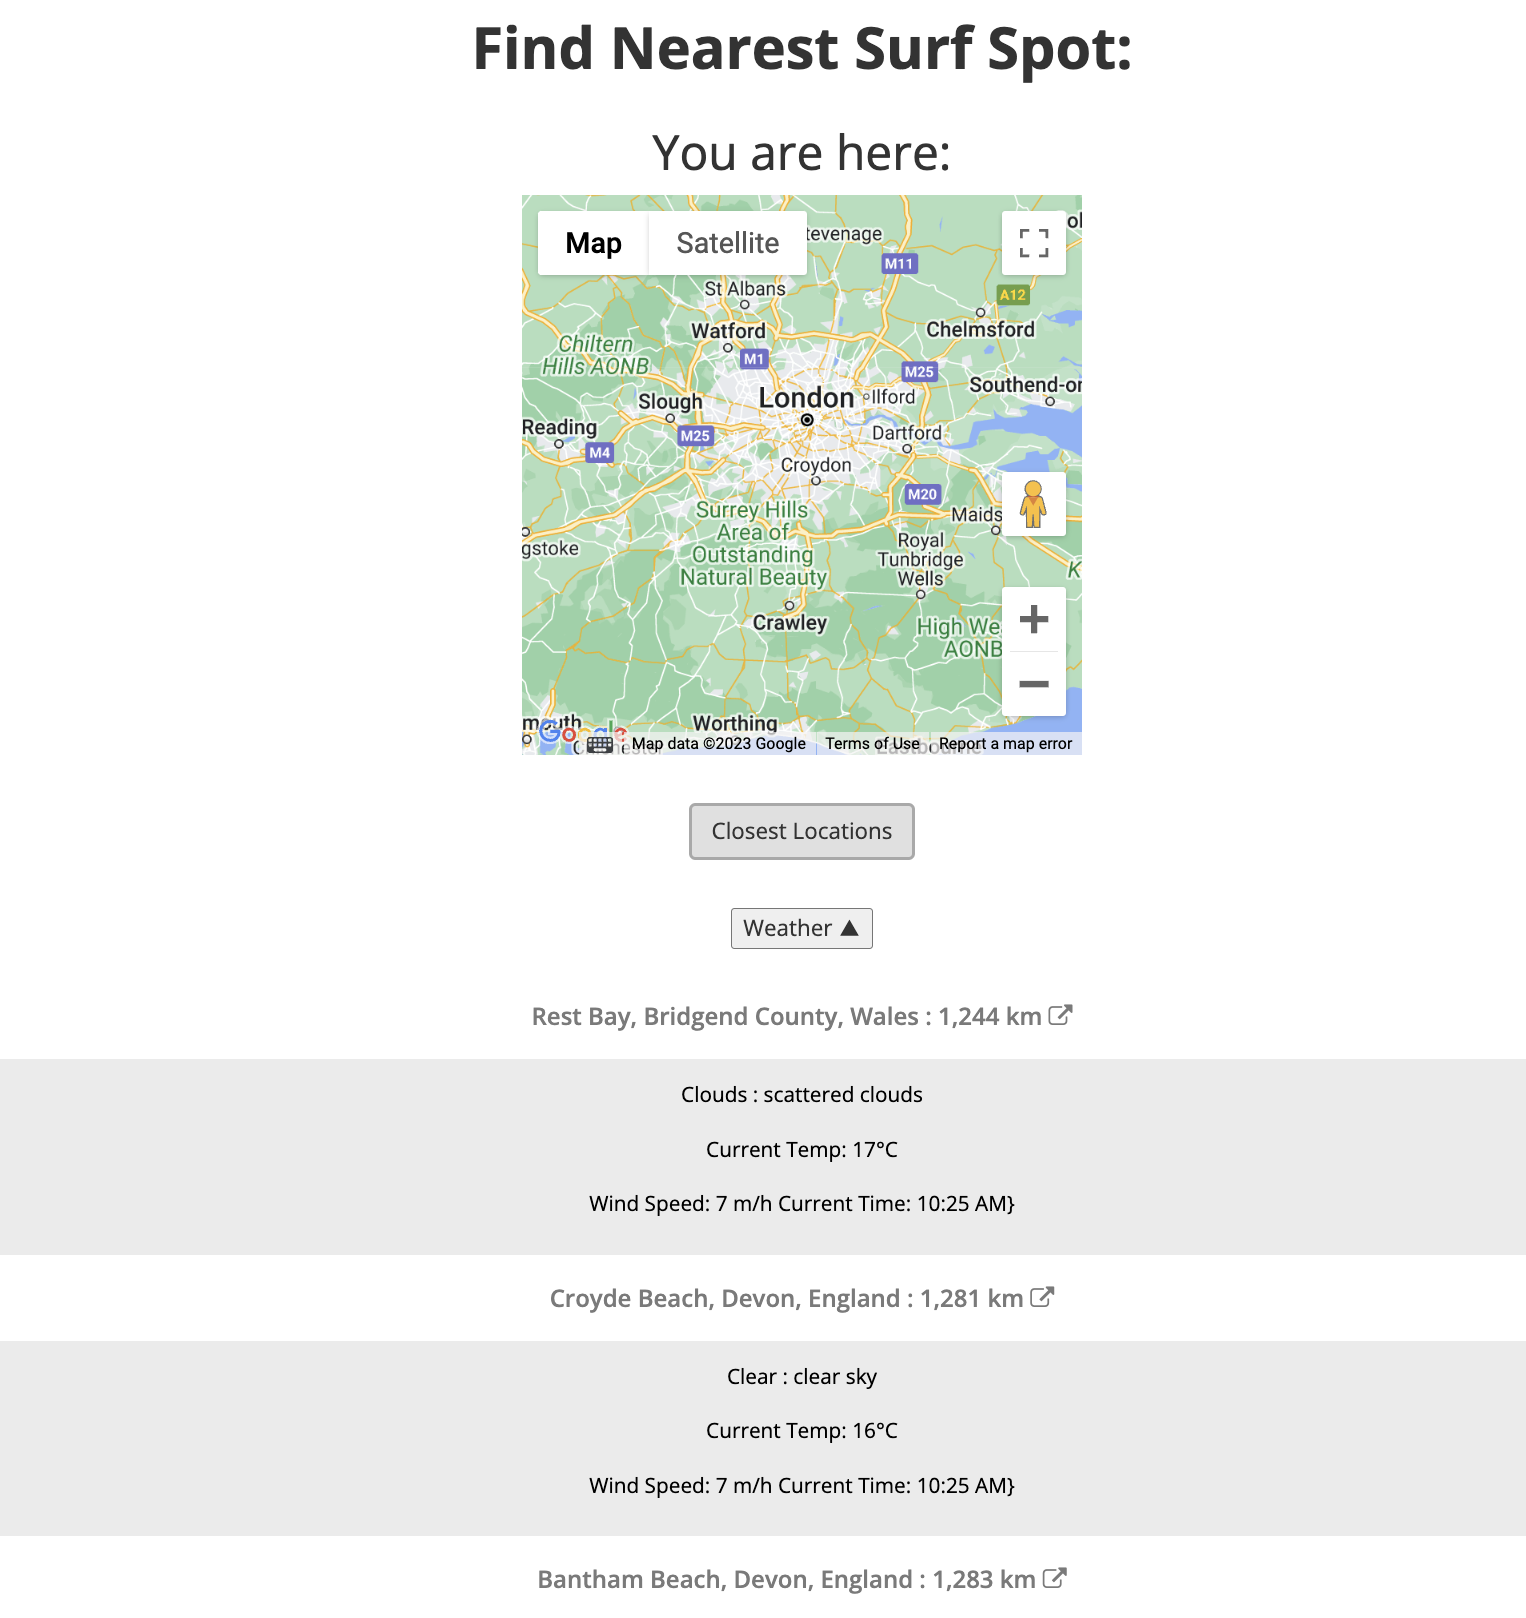 Find Nearest Surf Spot:
You are here:
Map
Satellite
tevenage
M11
St Albans
A12
Watford
Chelmsford
Chiltern
Hills AONB
M1
M25
Southend-on
London
Ilford
Slough
Reading
M25
Dartford
M4
Croydon
M20
Surrey Hills
Area of
Outstanding
Natural Beauty
Maids
gstoke
Royal
Tunbridge
Wells
K
Crawley
High We
AONB
mouth
Worthing
Google
Map data ©2023 Google
Terms of Use
Report a map error
Eastbourne
Closest Locations
Weather ▲
Rest Bay, Bridgend County, Wales : 1,244 km
Clouds : scattered clouds
Current Temp: 17°C
Wind Speed: 7 m/h Current Time: 10:25 AM}
Croyde Beach, Devon, England : 1,281 km
Clear : clear sky
Current Temp: 16°C
Wind Speed: 7 m/h Current Time: 10:25 AM}
Bantham Beach, Devon, England : 1,283 km